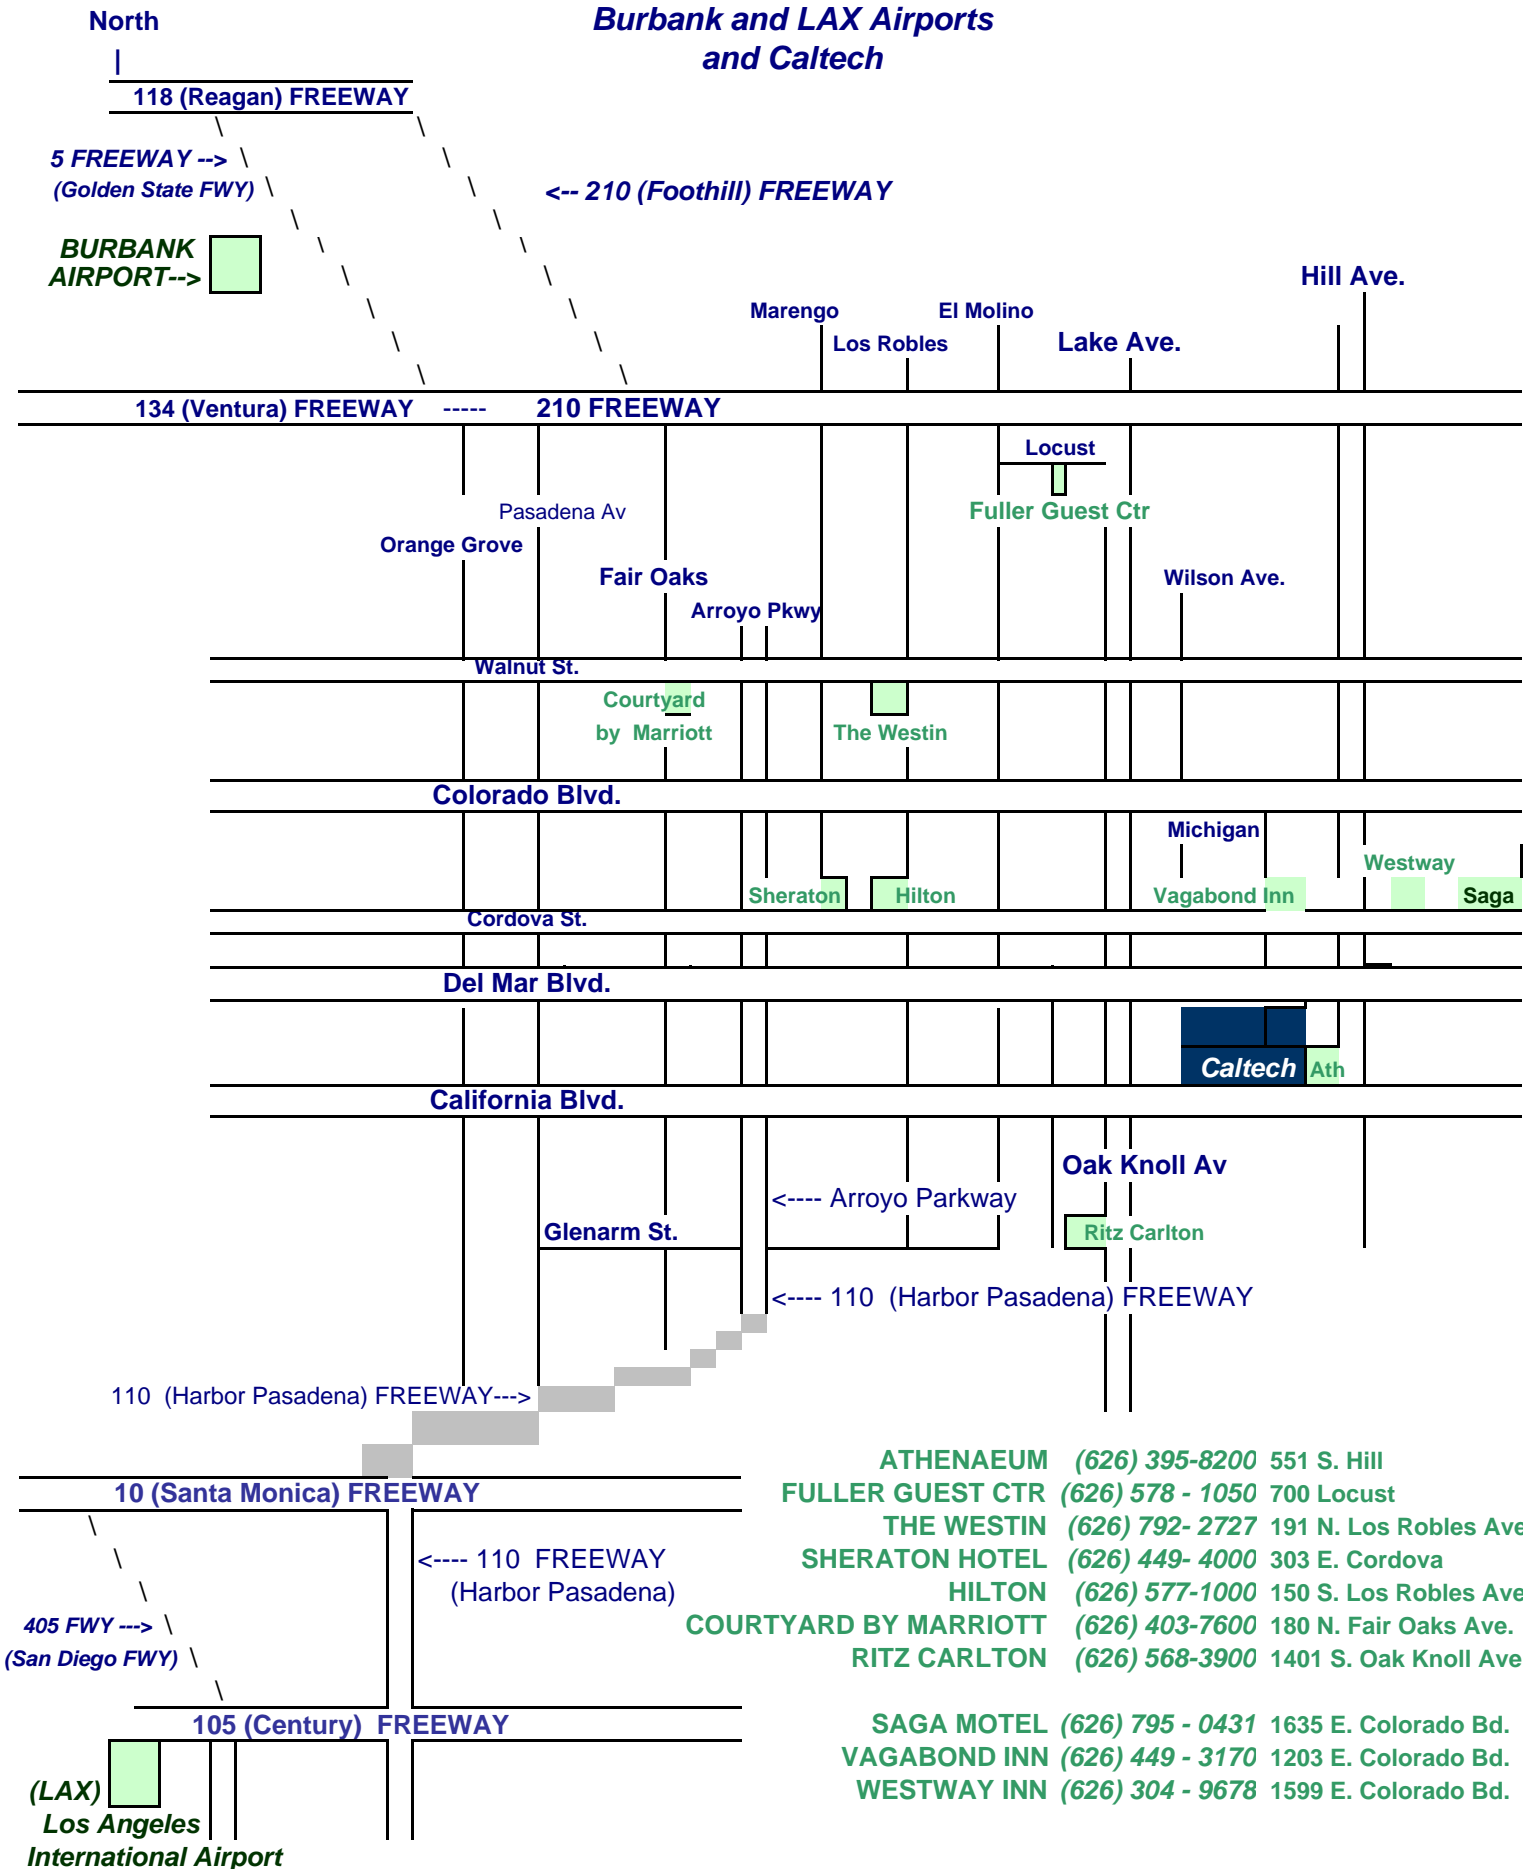 North
Burbank and LAX Airports
and Caltech
|
118 (Reagan) FREEWAY
5 FREEWAY -->
(Golden State FWY)
<-- 210 (Foothill) FREEWAY
BURBANK
AIRPORT-->
Hill Ave.
Marengo
El Molino
Los Robles
Lake Ave.
134 (Ventura) FREEWAY ----- 210 FREEWAY
Locust
Pasadena Av
Fuller Guest Ctr
Orange Grove
Fair Oaks
Wilson Ave.
Arroyo Pkwy
Walnut St.
Courtyard
by Marriott
The Westin
Colorado Blvd.
Michigan
Westway
Sheraton
Hilton
Vagabond Inn
Saga
Cordova St.
Del Mar Blvd.
Caltech
Ath
California Blvd.
Oak Knoll Av
<---- Arroyo Parkway
Glenarm St.
Ritz Carlton
<---- 110 (Harbor Pasadena) FREEWAY
110 (Harbor Pasadena) FREEWAY--->
10 (Santa Monica) FREEWAY
<---- 110 FREEWAY
(Harbor Pasadena)
405 FWY --->
(San Diego FWY)
105 (Century) FREEWAY
(LAX)
Los Angeles
International Airport
ATHENAEUM (626) 395-8200 551 S. Hill
FULLER GUEST CTR (626) 578 - 1050 700 Locust
THE WESTIN (626) 792- 2727 191 N. Los Robles Ave
SHERATON HOTEL (626) 449- 4000 303 E. Cordova
HILTON (626) 577-1000 150 S. Los Robles Ave
COURTYARD BY MARRIOTT (626) 403-7600 180 N. Fair Oaks Ave.
RITZ CARLTON (626) 568-3900 1401 S. Oak Knoll Ave
SAGA MOTEL (626) 795 - 0431 1635 E. Colorado Bd.
VAGABOND INN (626) 449 - 3170 1203 E. Colorado Bd.
WESTWAY INN (626) 304 - 9678 1599 E. Colorado Bd.